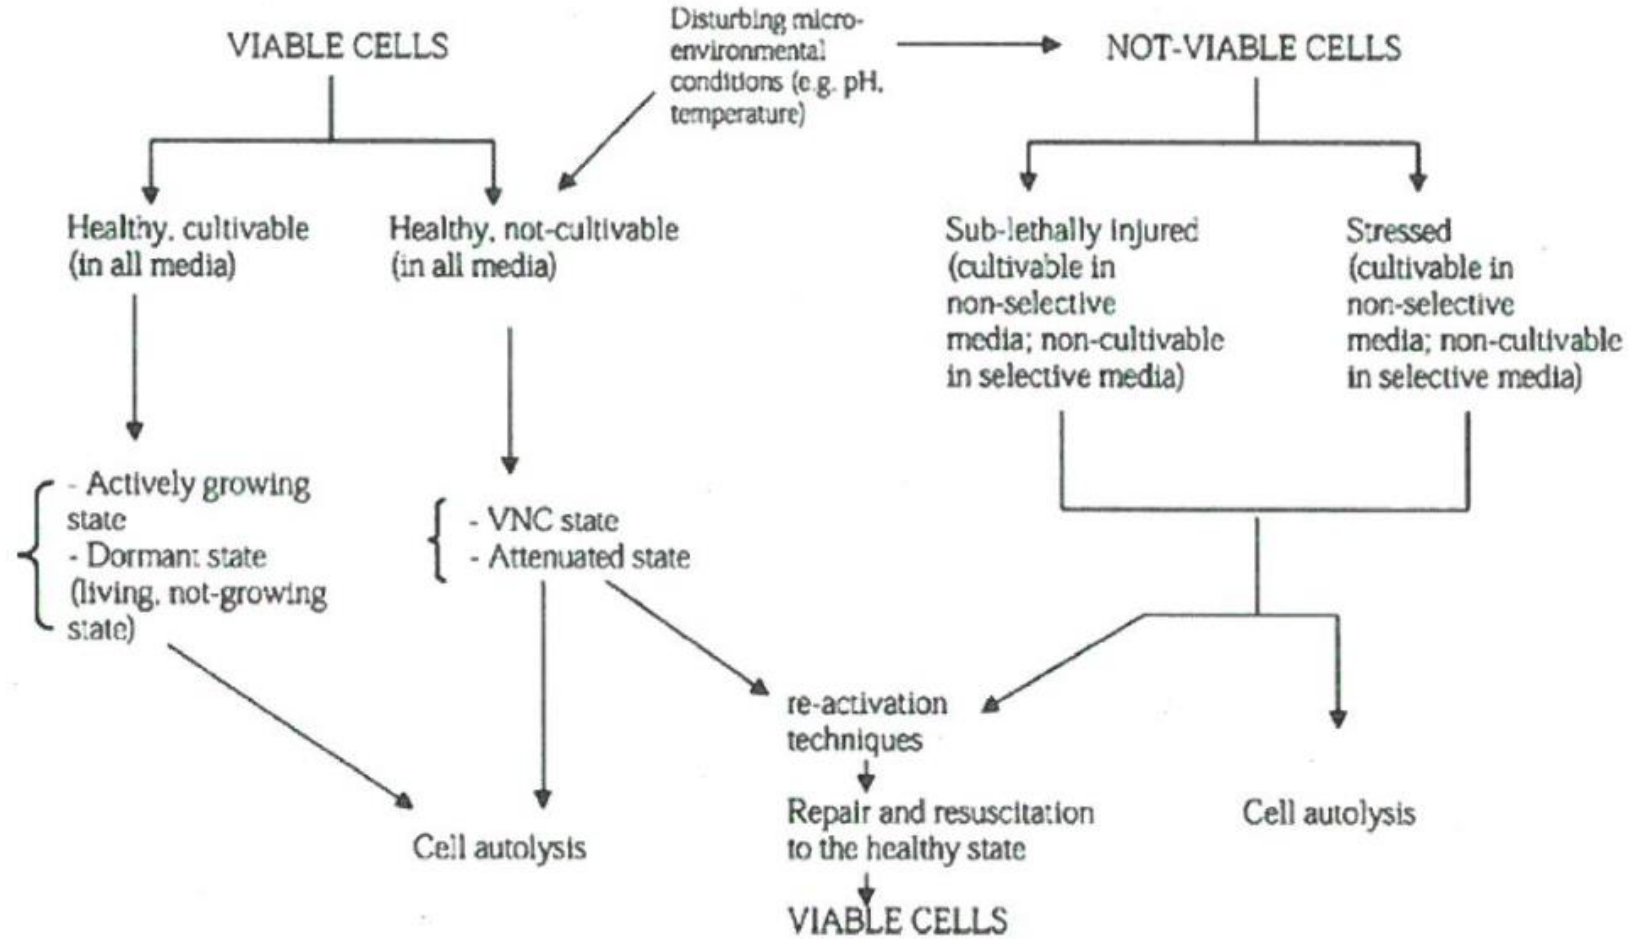 VIABLE CELLS
Disturbing micro-
environmental
conditions (e.g. pH,
temperature)
NOT-VIABLE CELLS
Healthy, cultivable
(in all media)
Healthy, not-cultivable
(in all media)
Sub-lethally injured
(cultivable in
non-selective
media; non-cultivable
in selective media)
Stressed
(cultivable in
non-selective
media; non-cultivable
in selective media)
- Actively growing
state
- Dormant state
(living, not-growing
state)
- VNC state
- Attenuated state
re-activation
techniques
Repair and resuscitation
to the healthy state
VIABLE CELLS
Cell autolysis
Cell autolysis